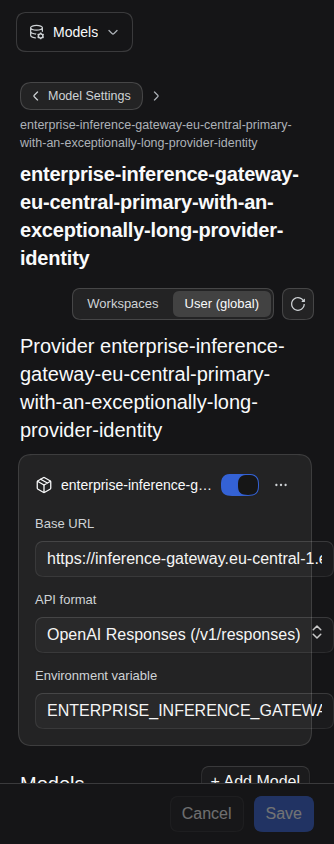 Models
Model Settings
enterprise-inference-gateway-eu-central-primary-
with-an-exceptionally-long-provider-identity
enterprise-inference-gateway-
eu-central-primary-with-an-
exceptionally-long-provider-
identity
Workspaces User (global)
Provider enterprise-inference-
gateway-eu-central-primary-
with-an-exceptionally-long-
provider-identity
enterprise-inference-g…
Base URL
https://inference-gateway.eu-central-1.e
API format
OpenAI Responses (/v1/responses)
Environment variable
ENTERPRISE_INFERENCE_GATEWA
Models + Add Model
Cancel Save